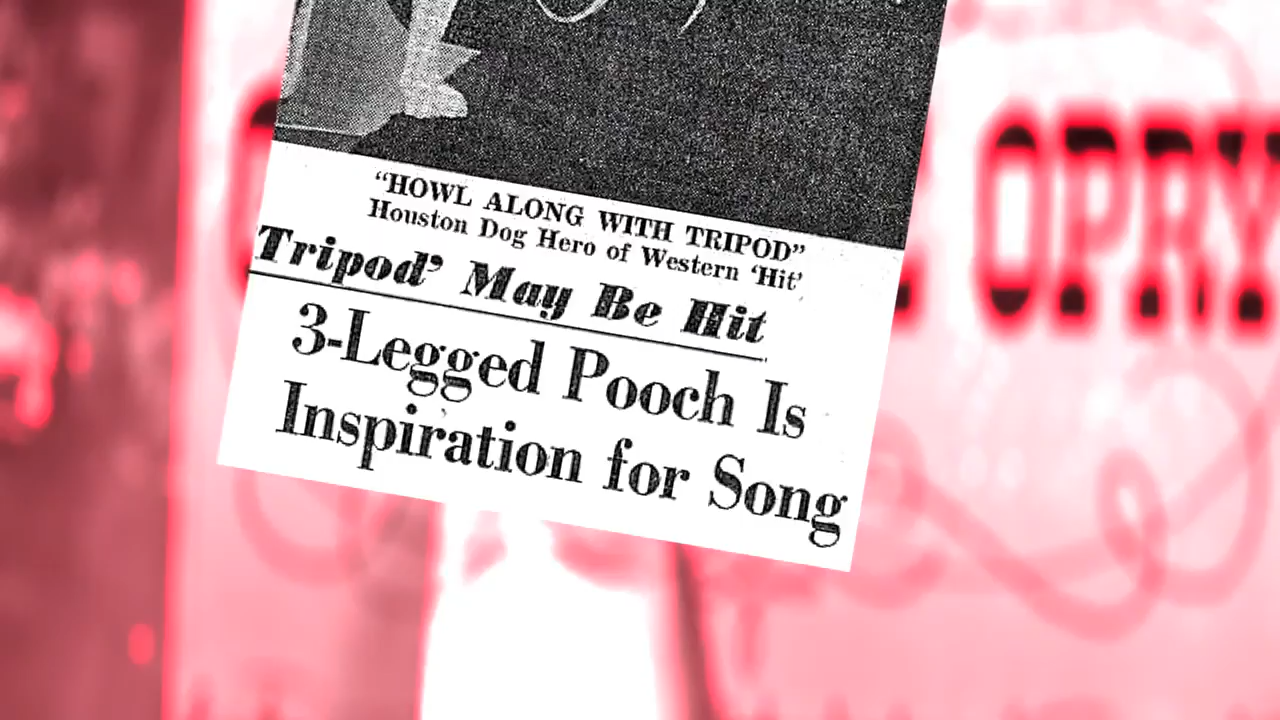 OPRY
“HOWL ALONG WITH TRIPOD”
Houston Dog Hero of Western ‘Hit’
Tripod’ May Be Hit
3-Legged Pooch Is
Inspiration for Song